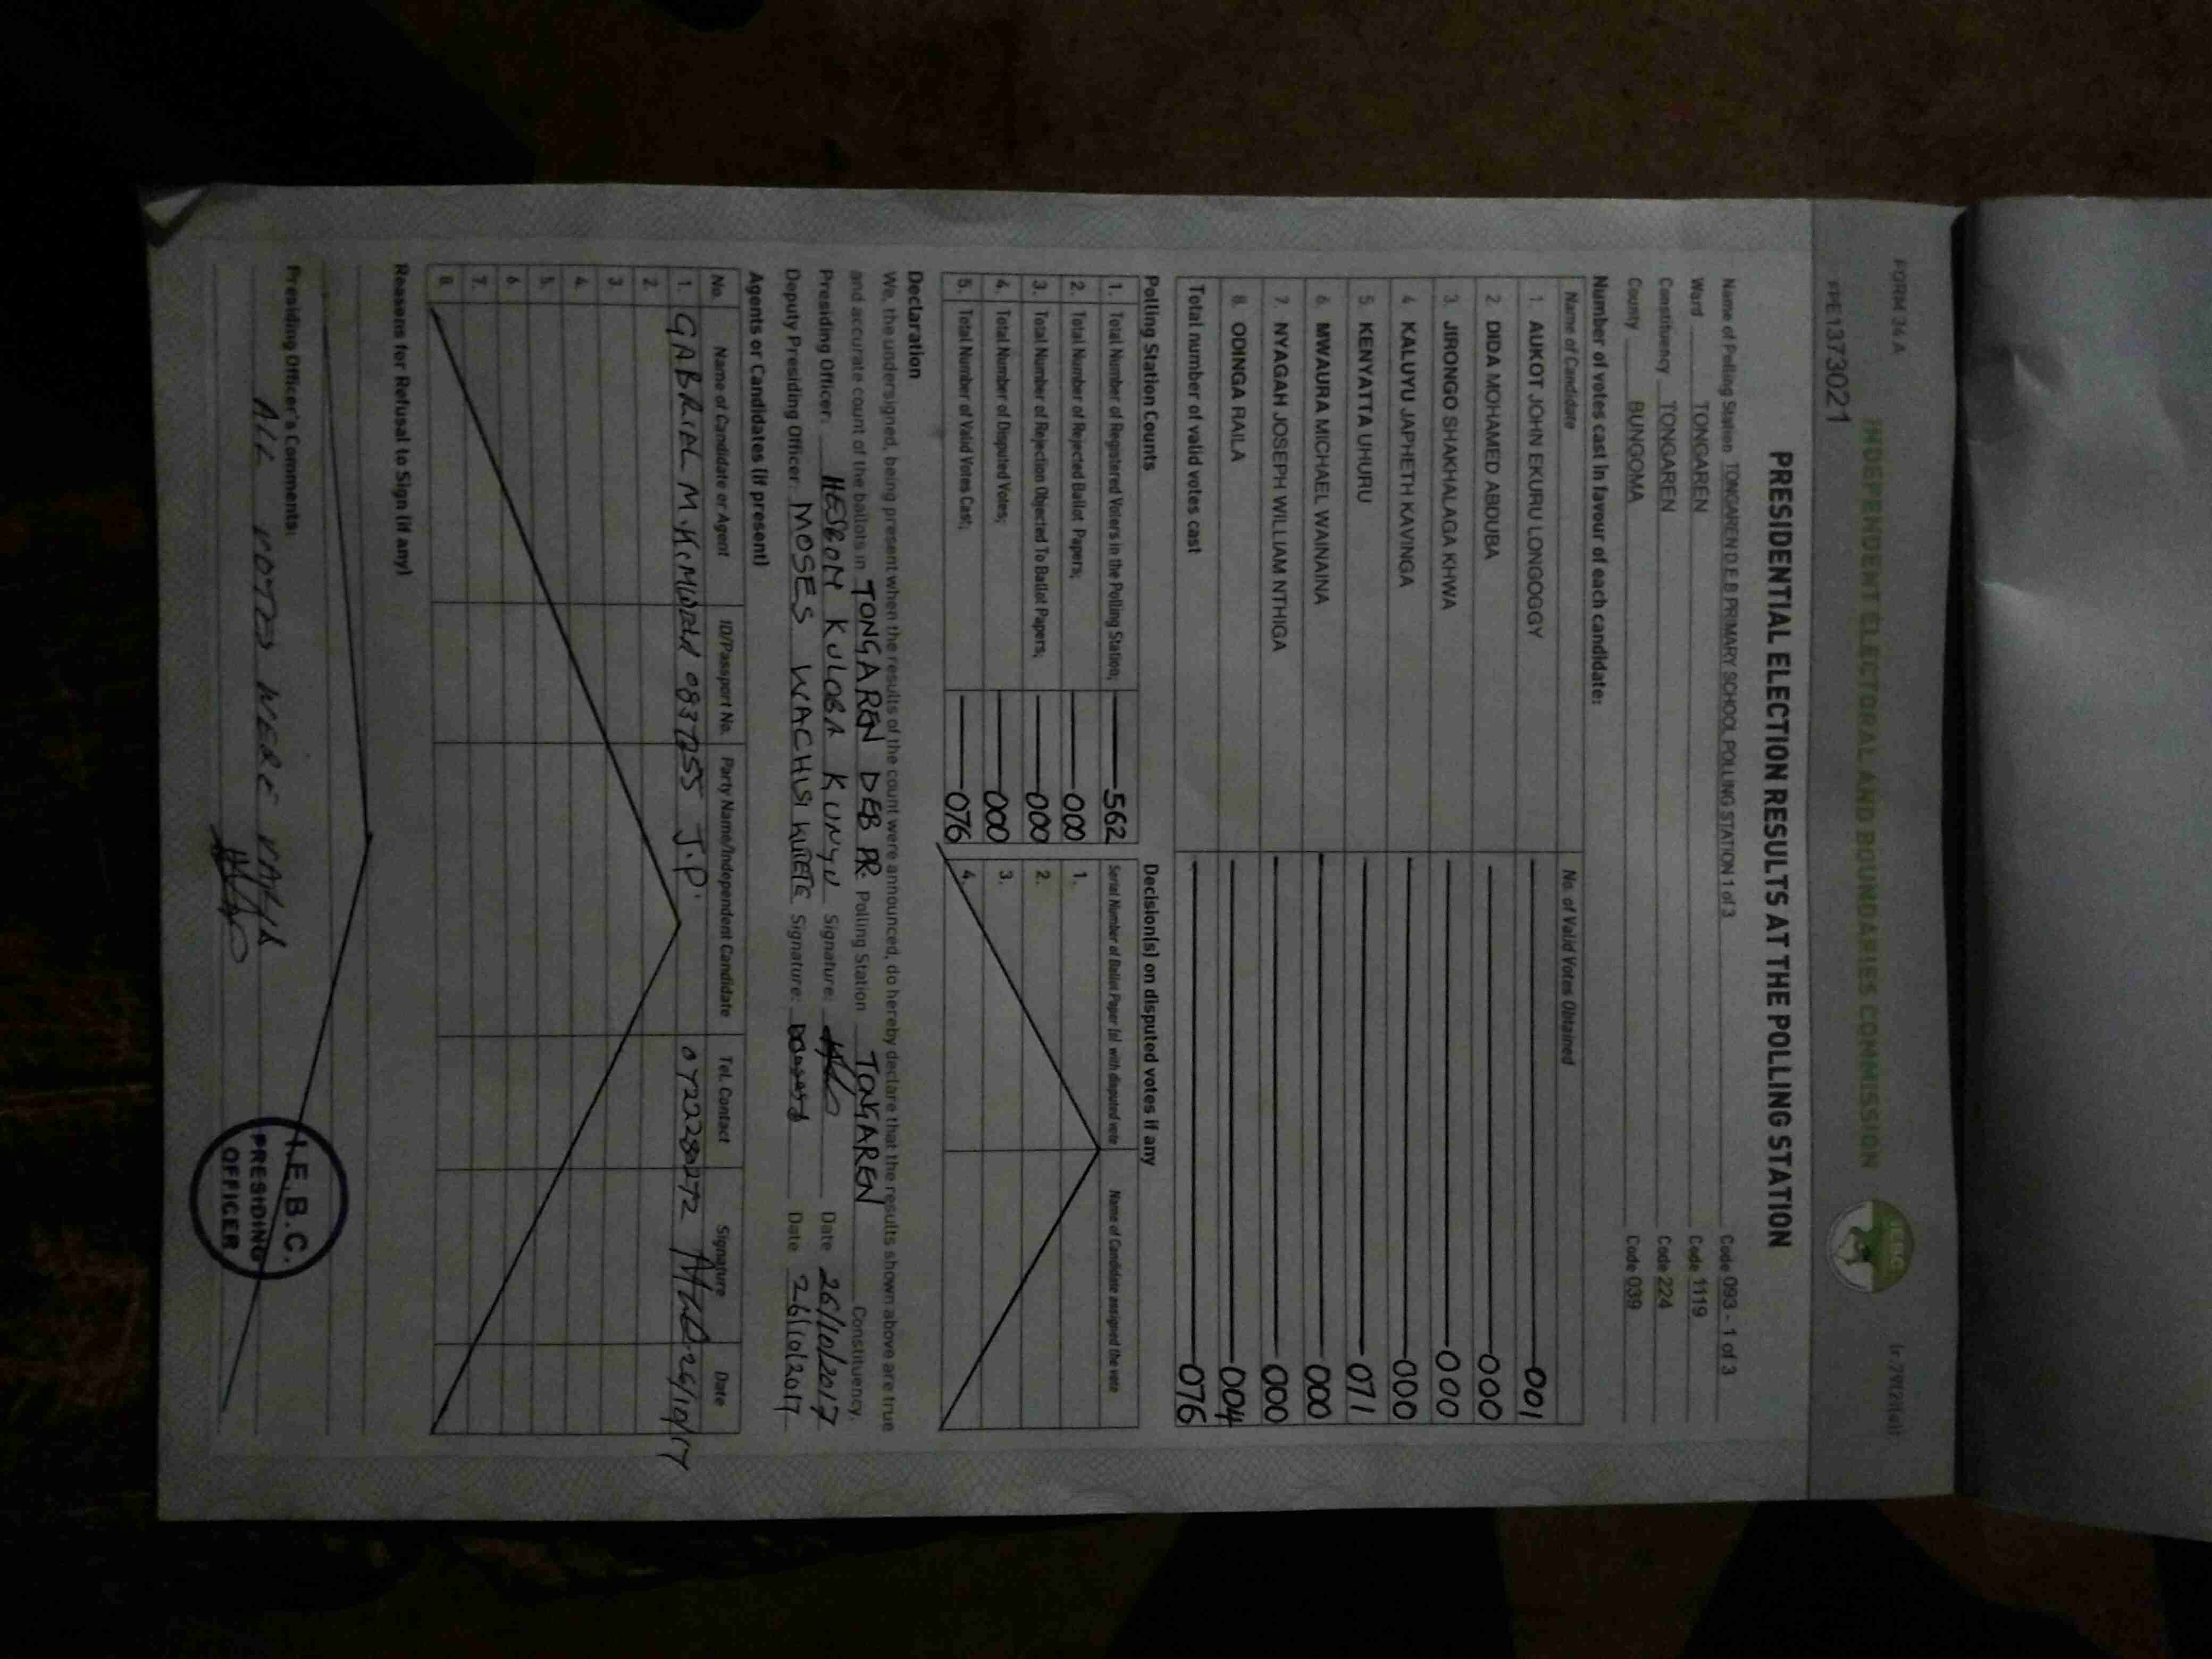 FORM 34 A
INDEPENDENT ELECTORAL AND BOUNDARIES COMMISSION
PE1373021
PRESIDENTIAL ELECTION RESULTS AT THE POLLING STATION
Name of Polling Station TONGAREN D.E.B PRIMARY SCHOOL POLLING STATION 1 of 3 Code 093 - 1 of 3
Ward TONGAREN Code 1119
Constituency TONGAREN Code 224
County BUNGOMA Code 039
Number of votes cast in favour of each candidate:
Name of Candidate No. of Valid Votes Obtained
1. AUKOT JOHN EKURU LONGOGGY 001
2. DIDA MOHAMED ABDUBA 000
3. JIRONGO SHAKHALAGA KHWA 000
4. KALUYU JAPHETH KAVINGA 000
5. KENYATTA UHURU 071
6. MWAURA MICHAEL WAINAINA 000
7. NYAGAH JOSEPH WILLIAM NTHIGA 000
8. ODINGA RAILA 004
Total number of valid votes cast 076
Polling Station Counts Decision(s) on disputed votes if any
1. Total Number of Registered Voters in the Polling Station; 562 Serial Number of Ballot Paper (s) with disputed vote Name of Candidate assigned the vote
2. Total Number of Rejected Ballot Papers; 000 1.
3. Total Number of Rejection Objected To Ballot Papers; 000 2.
4. Total Number of Disputed Votes; 000 3.
5. Total Number of Valid Votes Cast; 076 4.
Declaration
We, the undersigned, being present when the results of the count were announced, do hereby declare that the results shown above are true
and accurate count of the ballots in TONGAREN DEB PR. Polling Station TONGAREN Constituency.
Presiding Officer: HESBON KULOBA KUNYU Signature: Date 26/10/2017
Deputy Presiding Officer MOSES WACHISI Signature: Date 26/10/2017
Agents or Candidates (if present)
No. Name of Candidate or Agent ID/Passport No. Party Name/Independent Candidate Tel. Contact Signature Date
1. GABRIEL M. J.P. 26/10/17
2.
3.
4.
5.
6.
7.
8.
Reasons for Refusal to Sign (if any)
Presiding Officer's Comments:
ALL VOTES WERE
I.E.B.C.
PRESIDING
OFFICER